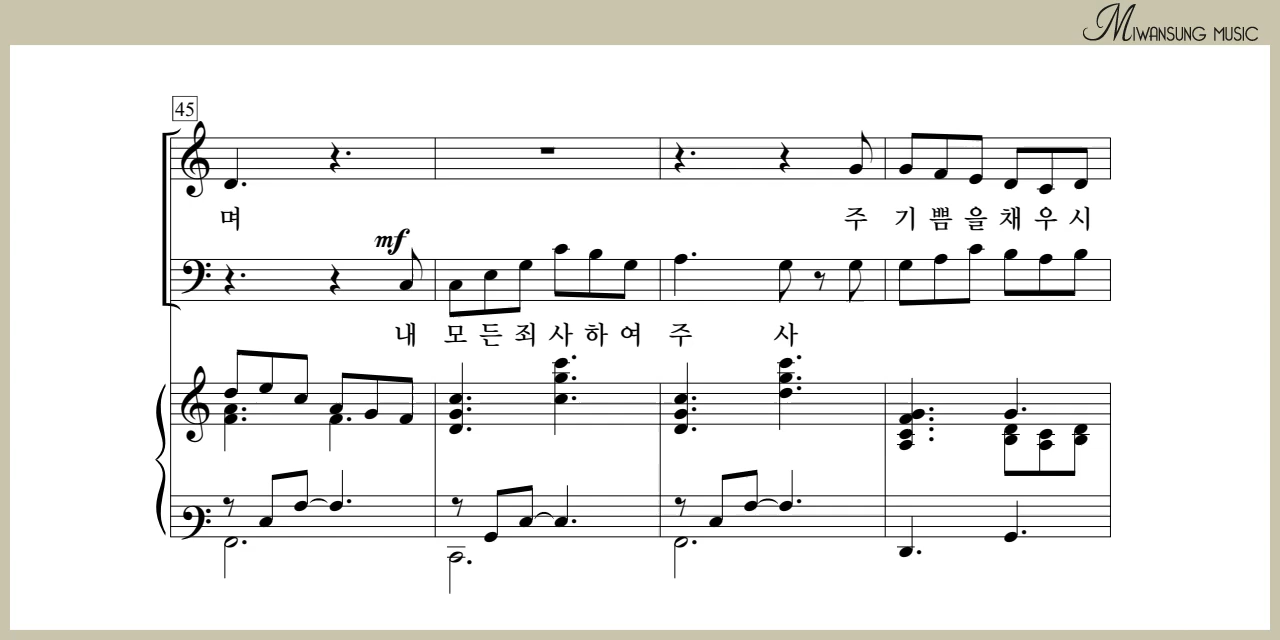 MIWANSUNG MUSIC
45
며 주 기 쁨 을 채 우 시
mf
내 모 든 죄 사 하 여 주 사